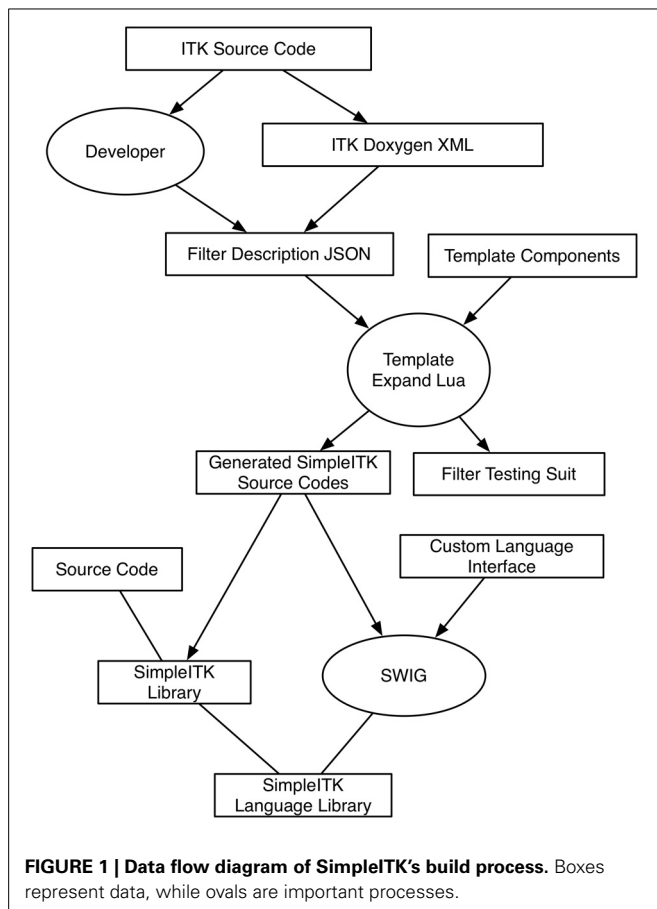 ITK Source Code
Developer
ITK Doxygen XML
Filter Description JSON
Template Components
Template
Expand Lua
Generated SimpleITK
Source Codes
Filter Testing Suit
Source Code
Custom Language
Interface
SimpleITK
Library
SWIG
SimpleITK
Language Library
FIGURE 1 | Data flow diagram of SimpleITK's build process. Boxes
represent data, while ovals are important processes.